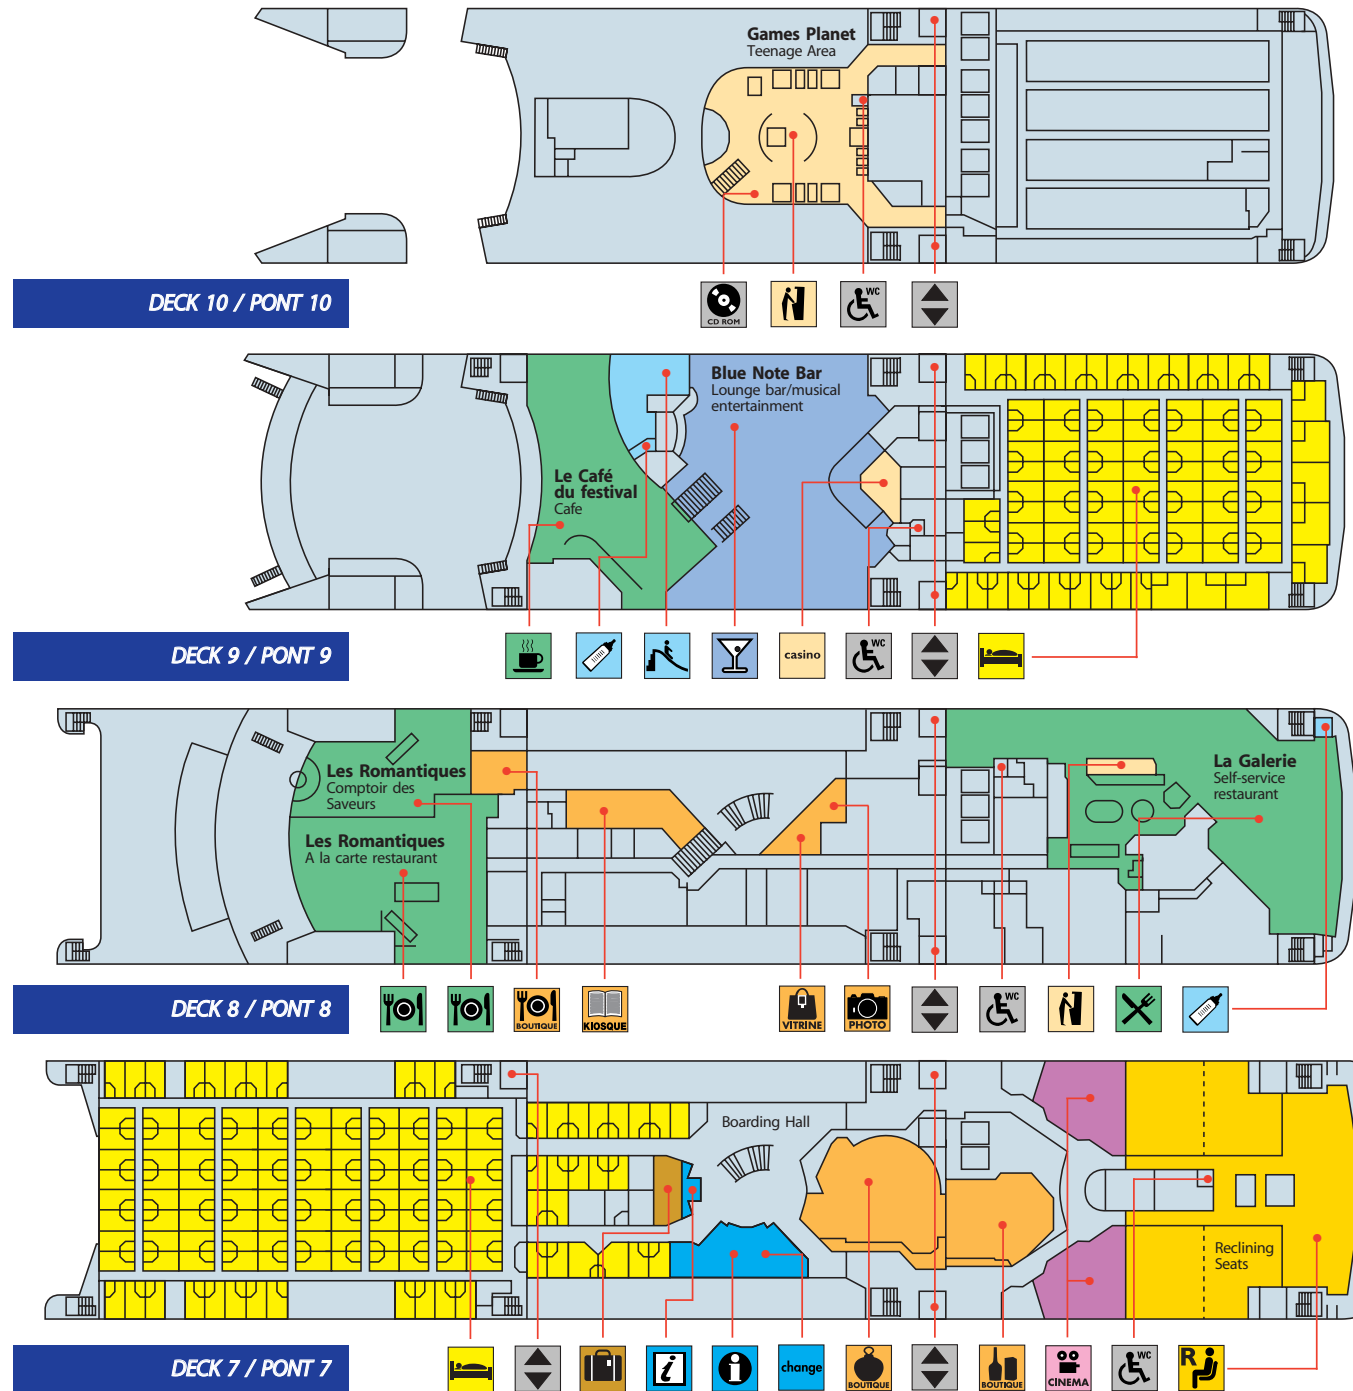 Games Planet
Teenage Area
CD ROM
WC
DECK 10 / PONT 10
Blue Note Bar
Lounge bar/musical
entertainment
Le Café
du festival
Cafe
casino
WC
DECK 9 / PONT 9
Les Romantiques
Comptoir des
Saveurs
Les Romantiques
A la carte restaurant
La Galerie
Self-service
restaurant
BOUTIQUE
KIOSQUE
VITRINE
PHOTO
WC
DECK 8 / PONT 8
Boarding Hall
Reclining
Seats
i
i
change
BOUTIQUE
BOUTIQUE
CINEMA
WC
R
DECK 7 / PONT 7